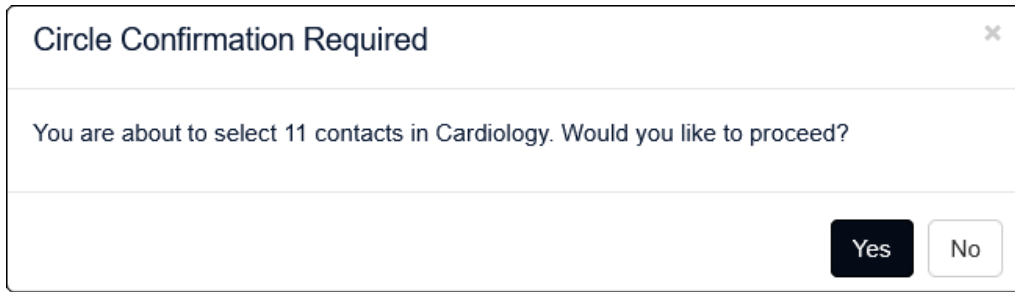 Circle Confirmation Required
×
You are about to select 11 contacts in Cardiology. Would you like to proceed?
Yes No